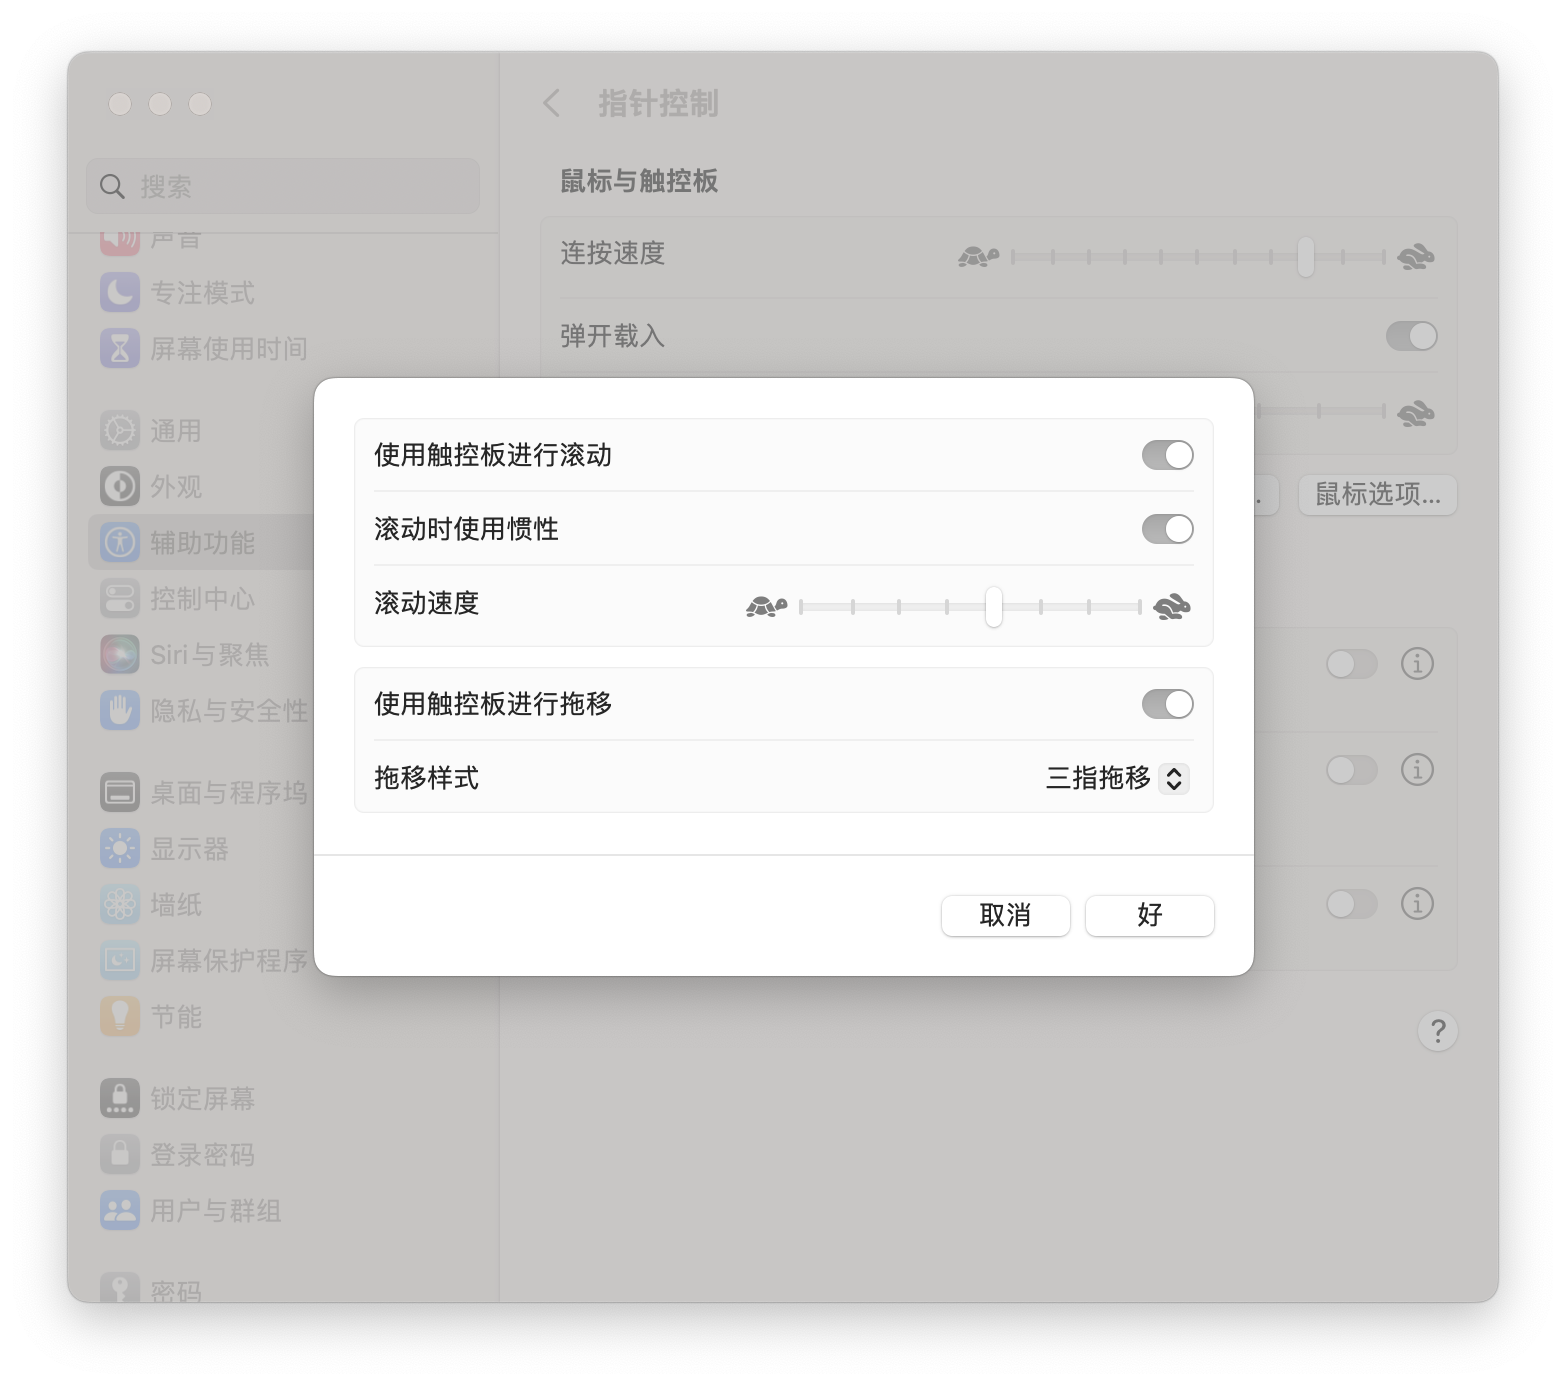 指针控制
搜索
声音
专注模式
屏幕使用时间
通用
外观
辅助功能
控制中心
Siri与聚焦
隐私与安全性
桌面与程序坞
显示器
墙纸
屏幕保护程序
节能
锁定屏幕
登录密码
用户与群组
密码
鼠标与触控板
连按速度
弹开载入
鼠标选项...
使用触控板进行滚动
滚动时使用惯性
滚动速度
使用触控板进行拖移
拖移样式
三指拖移
取消
好
?